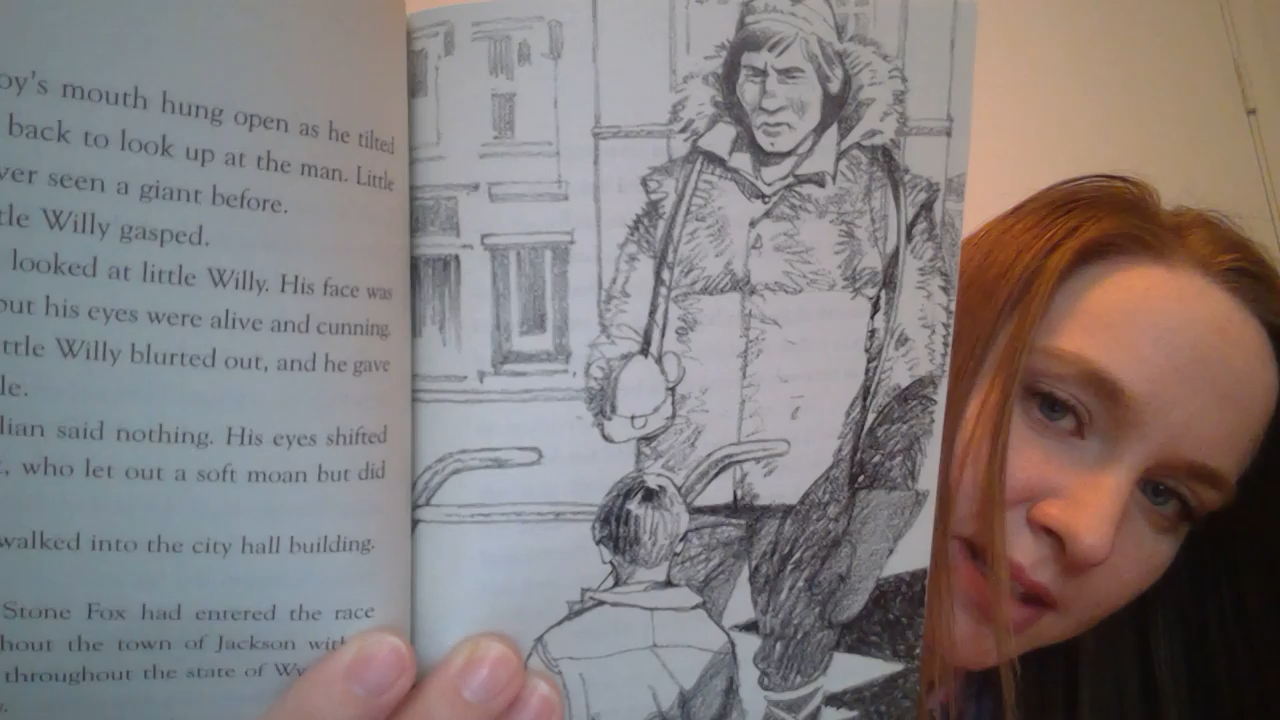 oy's mouth hung open as he tilted
back to look up at the man. Little
ver seen a giant before.
tle Willy gasped.
looked at little Willy. His face was
out his eyes were alive and cunning.
ttle Willy blurted out, and he gave
le.
lian said nothing. His eyes shifted
, who let out a soft moan but did
walked into the city hall building.
Stone Fox had entered the race
hout the town of Jackson with
throughout the state of Wy